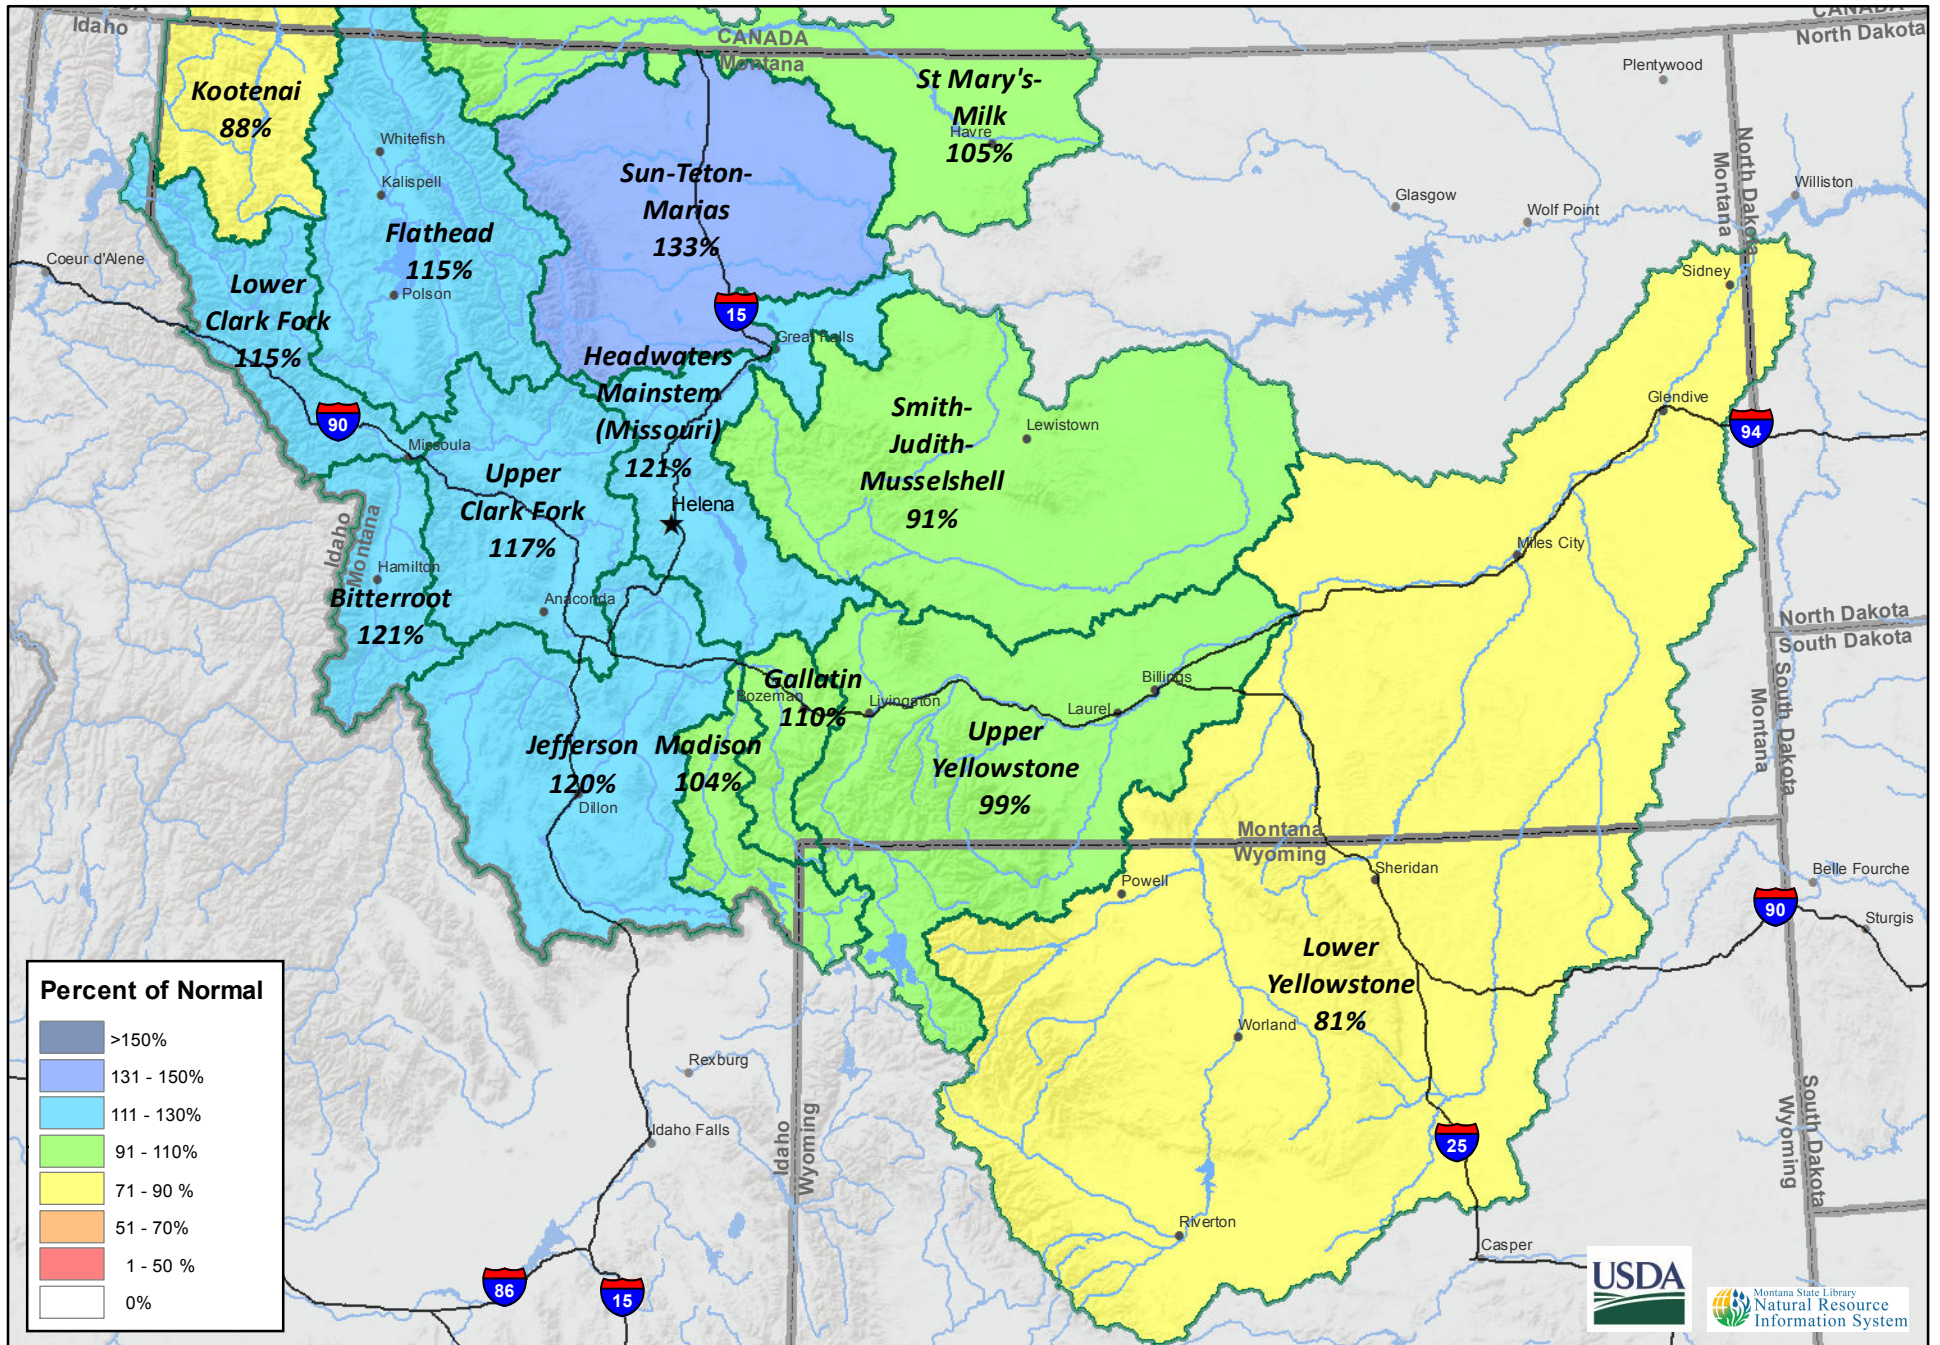 CANADA
Idaho
CANADA
Montana
CANADA
North Dakota
Kootenai
88%
St Mary's-
Milk
Havre
105%
Plentywood
Whitefish
Kalispell
Sun-Teton-
Marias
133%
North Dakota
Montana
Williston
Glasgow
Wolf Point
Flathead
115%
Polson
Coeur d'Alene
Lower
Clark Fork
115%
Sidney
15
Great Falls
Headwaters
Mainstem
(Missouri)
121%
Smith-
Judith-
Musselshell
91%
Lewistown
Glendive
94
90
Missoula
Upper
Clark Fork
117%
Helena
Idaho
Montana
Hamilton
Bitterroot
121%
Anaconda
Miles City
North Dakota
South Dakota
Gallatin
110%
Bozeman
Livingston
Billings
Laurel
Upper
Yellowstone
99%
Jefferson
120%
Dillon
Madison
104%
South Dakota
Montana
Montana
Wyoming
Powell
Sheridan
Belle Fourche
90
Sturgis
Lower
Yellowstone
81%
Worland
Percent of Normal
>150%
131 - 150%
111 - 130%
91 - 110%
71 - 90 %
51 - 70%
1 - 50 %
0%
Rexburg
Idaho Falls
Idaho
Wyoming
South Dakota
Wyoming
25
Riverton
Casper
86
15
USDA
Montana State Library
Natural Resource
Information System